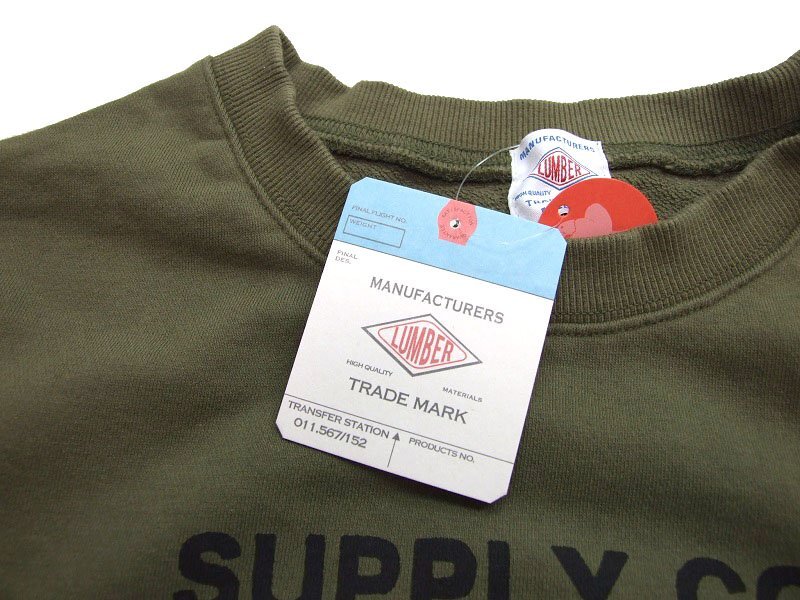 MANUFACTURERS
LUMBER
HIGH QUALITY
FINAL FLIGHT NO.
WEIGHT
FINAL
DES.
MANUFACTURERS
LUMBER
HIGH QUALITY
MATERIALS
TRADE MARK
TRANSFER STATION
011.567/152
PRODUCTS NO.
SUPPLY CO